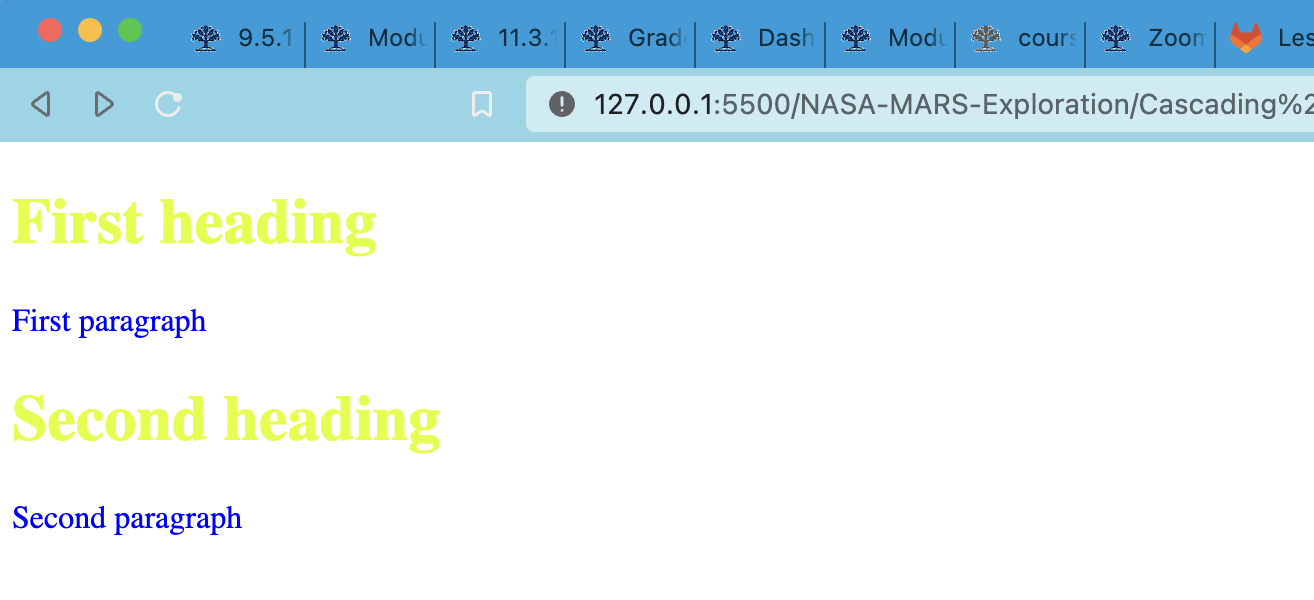 9.5.1 Modu 11.3.1 Grad Dash Modu cours Zoom Les
127.0.0.1:5500/NASA-MARS-Exploration/Cascading%2
First heading
First paragraph
Second heading
Second paragraph